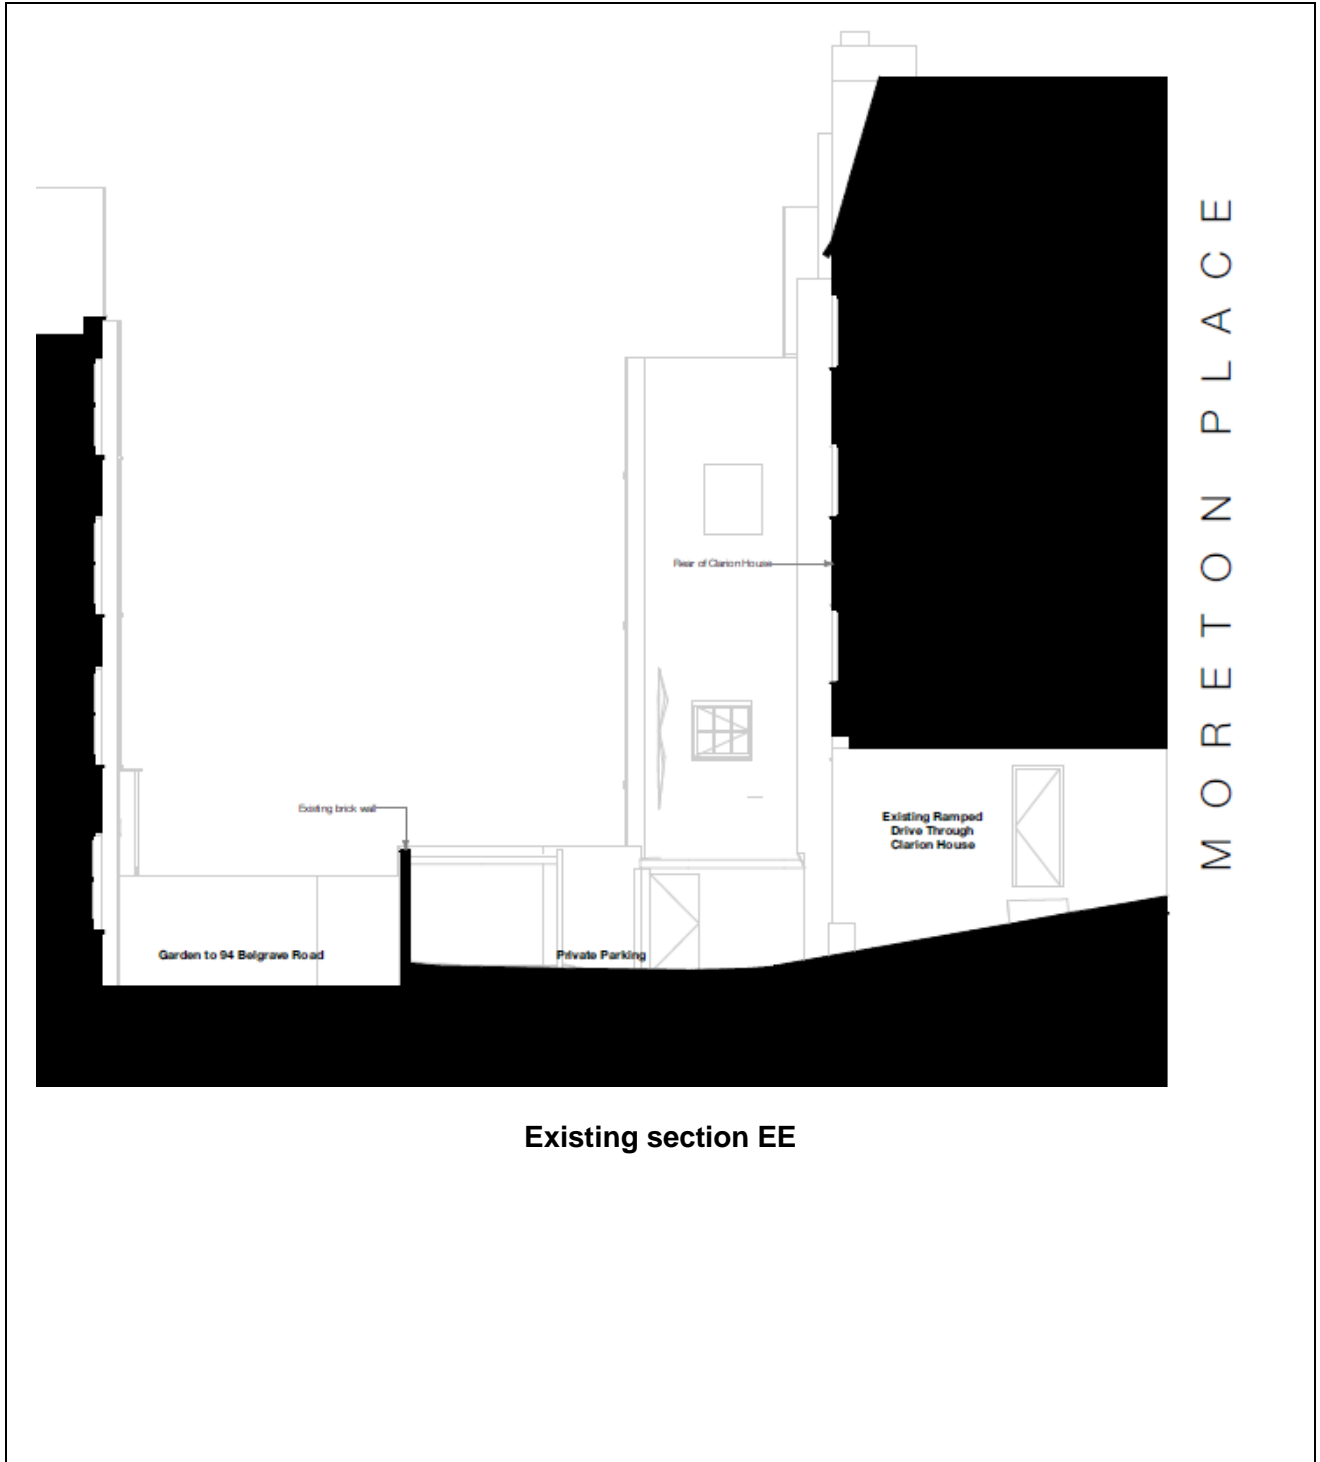 MORETON PLACE
Rear of Clarion House
Existing brick wall
Existing Ramped
Drive Through
Clarion House
Garden to 94 Belgrave Road
Private Parking
Existing section EE